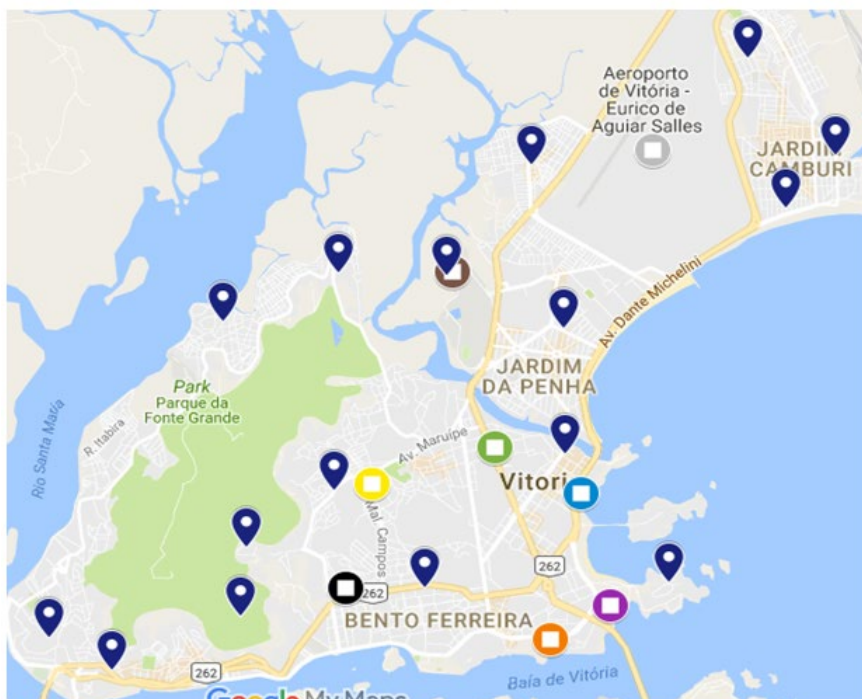 Aeroporto
de Vitória -
Eurico de
Aguiar Salles
JARDIM
CAMBURI
Av. Dante Michelini
JARDIM
DA PENHA
Park
Parque da
Fonte Grande
Rio Santa Maria
R. Itabira
Av. Maruípe
Vitori
Mal. Campos
262
262
BENTO FERREIRA
262
Baía de Vitória
Google My Maps